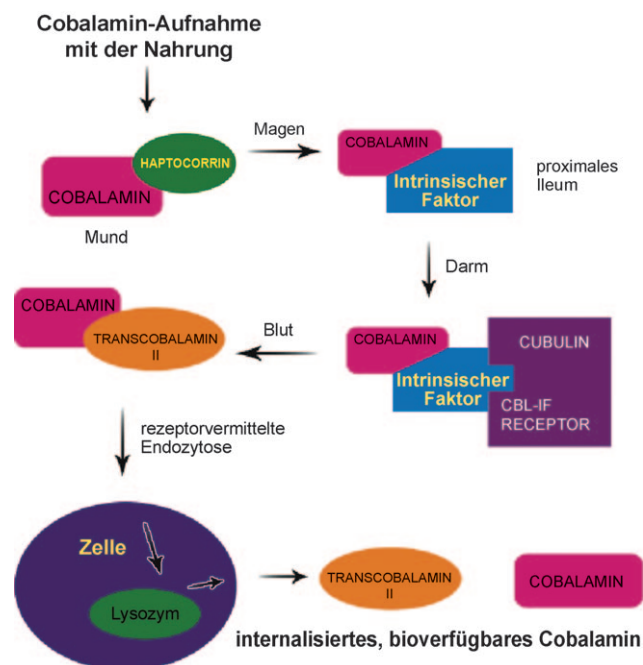 Cobalamin-Aufnahme
mit der Nahrung
HAPTOCORRIN
COBALAMIN
Mund
Magen
COBALAMIN
Intrinsischer
Faktor
proximales
Ileum
Darm
COBALAMIN
Intrinsischer
Faktor
CUBULIN
CBL-IF
RECEPTOR
Blut
COBALAMIN
TRANSCOBALAMIN
II
rezeptorvermittelte
Endozytose
Zelle
Lysozym
TRANSCOBALAMIN
II
COBALAMIN
internalisiertes, bioverfügbares Cobalamin